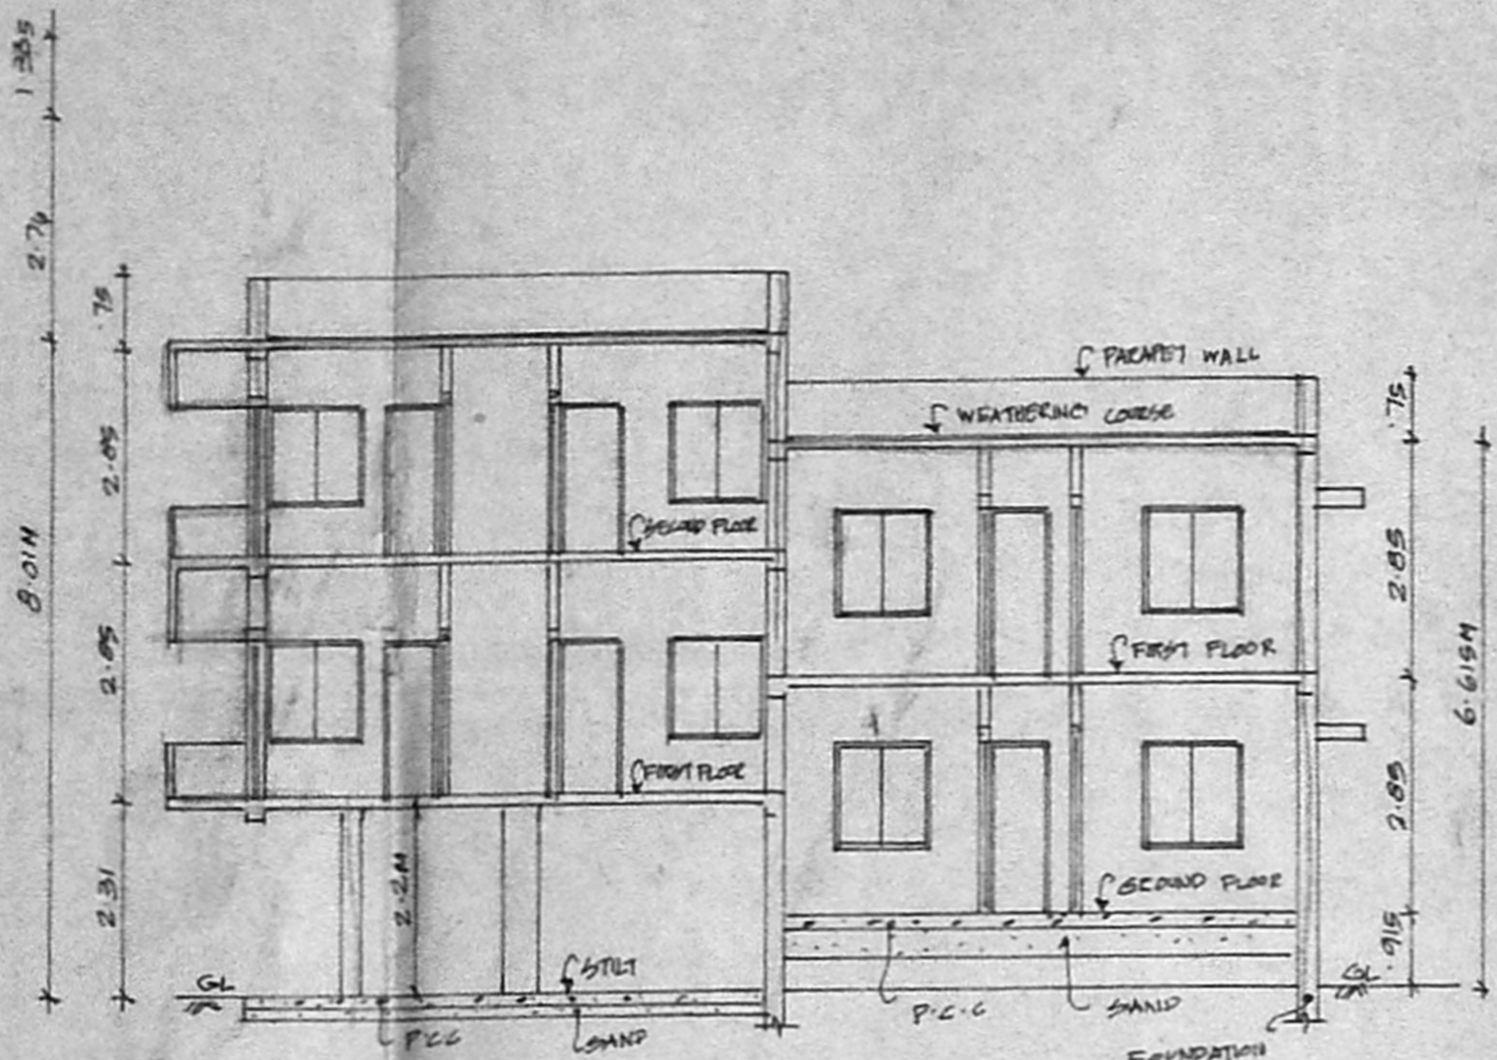 1.335
2.74
8.01M
.75
2.85
2.85
2.31
2.2M
SECOND FLOOR
FIRST FLOOR
STILT
GL
P.C.C
SAND
PARAPET WALL
WEATHERING COURSE
FIRST FLOOR
GROUND FLOOR
P.C.C
SAND
FOUNDATION
.75
2.85
2.85
.915
GL
6.615M